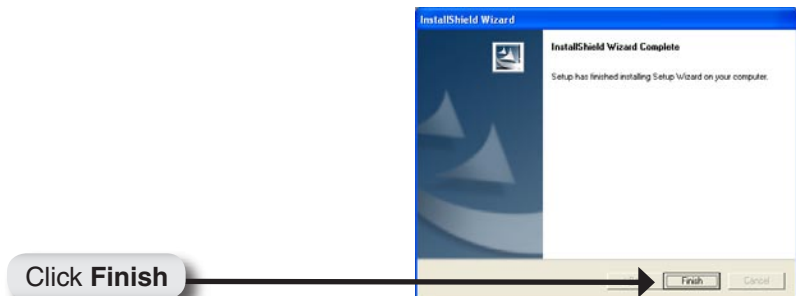 InstallShield Wizard
InstallShield Wizard Complete
Setup has finished installing Setup Wizard on your computer.
Click Finish
Finish
Cancel